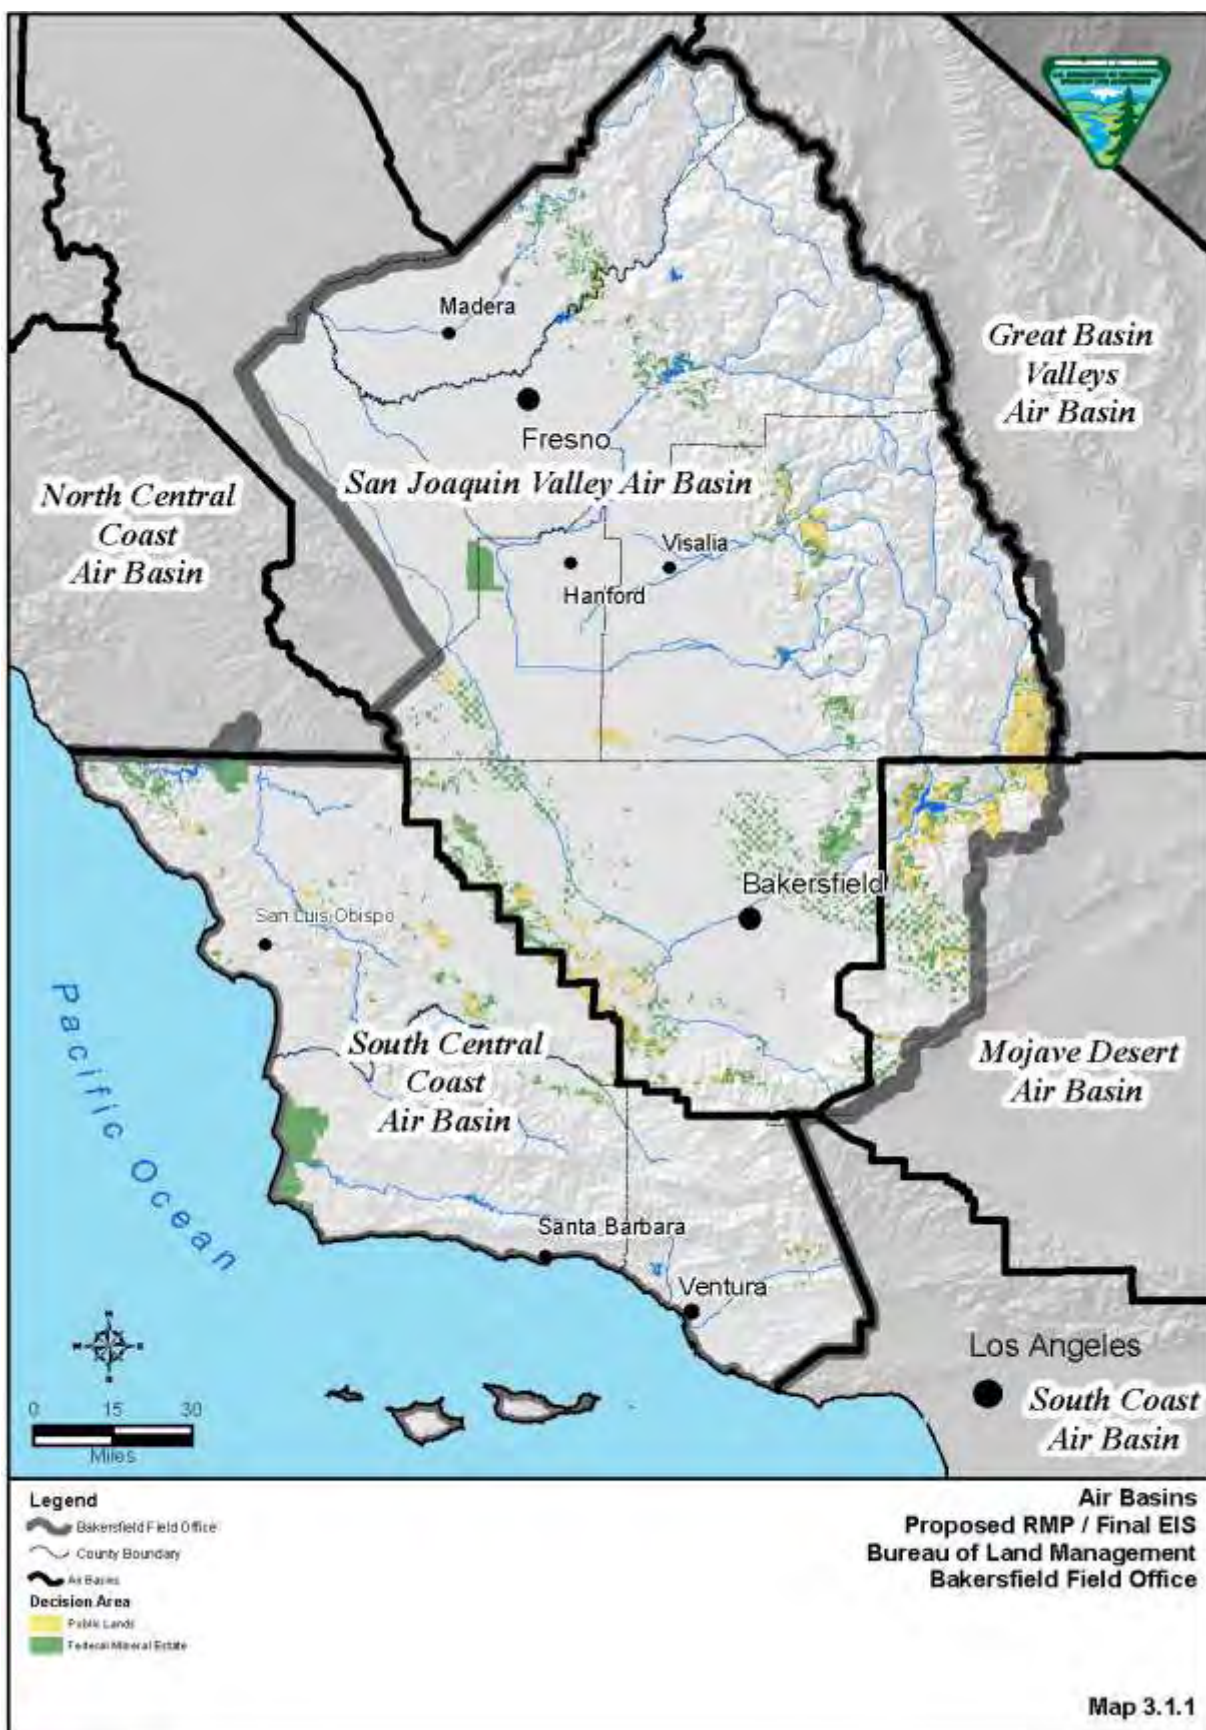 Madera
Great Basin
Valleys
Air Basin
Fresno
San Joaquin Valley Air Basin
North Central
Coast
Air Basin
Visalia
Hanford
Bakersfield
San Luis Obispo
Pacific Ocean
South Central
Coast
Air Basin
Mojave Desert
Air Basin
Santa Barbara
Ventura
Los Angeles
South Coast
Air Basin
N
W
E
S
0 15 30
Miles
Legend
Bakersfield Field Office
County Boundary
Air Basins
Decision Area
Public Lands
Federal Mineral Estate
Air Basins
Proposed RMP / Final EIS
Bureau of Land Management
Bakersfield Field Office
Map 3.1.1